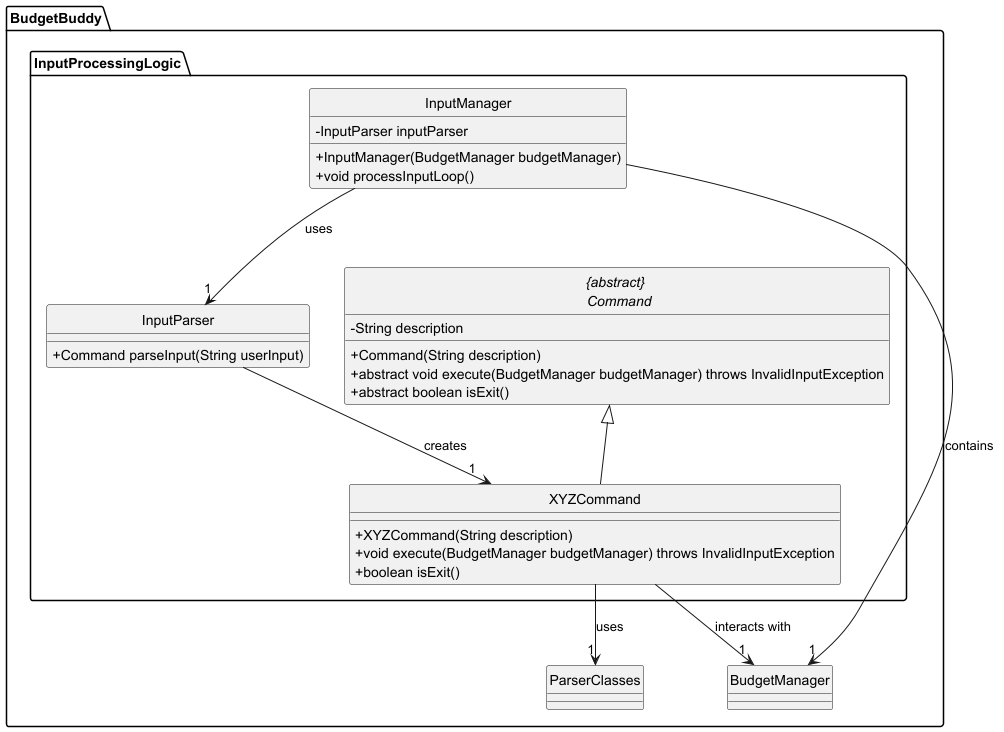 BudgetBuddy
InputProcessingLogic
InputManager
-InputParser inputParser
+InputManager(BudgetManager budgetManager)
+void processInputLoop()
uses
1
{abstract}
Command
-String description
+Command(String description)
+abstract void execute(BudgetManager budgetManager) throws InvalidInputException
+abstract boolean isExit()
InputParser
+Command parseInput(String userInput)
creates
1
contains
XYZCommand
+XYZCommand(String description)
+void execute(BudgetManager budgetManager) throws InvalidInputException
+boolean isExit()
uses
interacts with
1
1
1
ParserClasses
BudgetManager